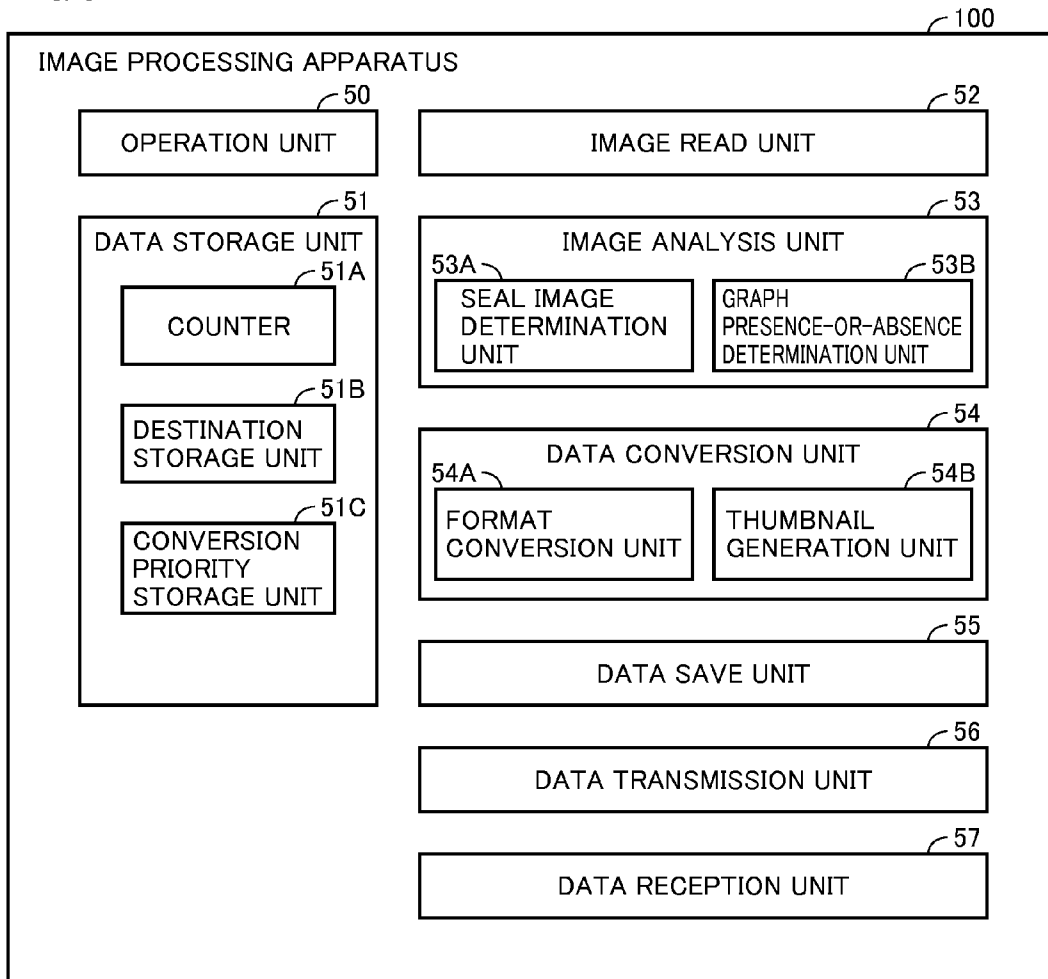 100
IMAGE PROCESSING APPARATUS
50
OPERATION UNIT
52
IMAGE READ UNIT
51
DATA STORAGE UNIT
51A
COUNTER
51B
DESTINATION
STORAGE UNIT
51C
CONVERSION
PRIORITY
STORAGE UNIT
53
IMAGE ANALYSIS UNIT
53A
SEAL IMAGE
DETERMINATION
UNIT
53B
GRAPH
PRESENCE-OR-ABSENCE
DETERMINATION UNIT
54
DATA CONVERSION UNIT
54A
FORMAT
CONVERSION UNIT
54B
THUMBNAIL
GENERATION UNIT
55
DATA SAVE UNIT
56
DATA TRANSMISSION UNIT
57
DATA RECEPTION UNIT